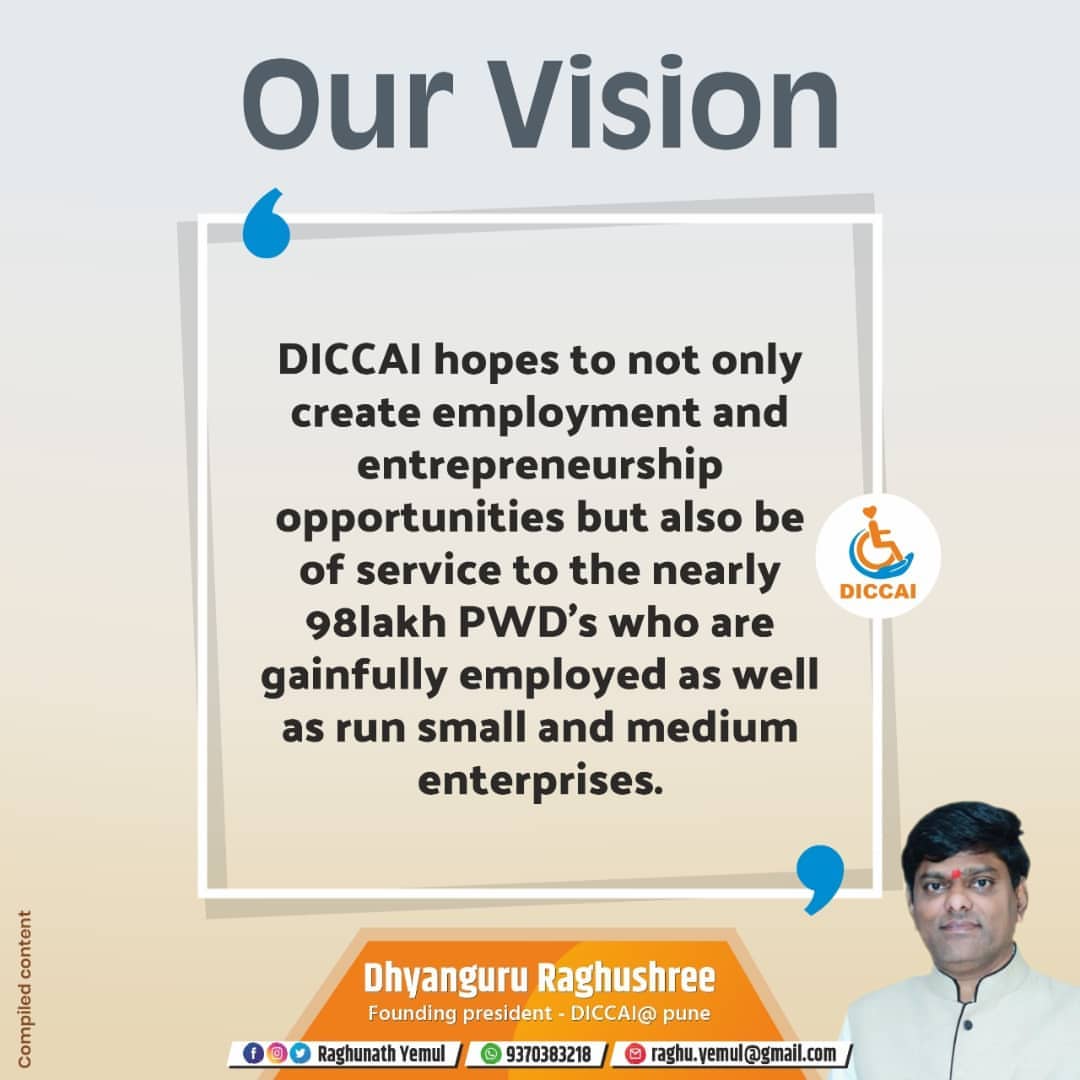 Our Vision
DICCAI hopes to not only
create employment and
entrepreneurship
opportunities but also be
of service to the nearly
98lakh PWD’s who are
gainfully employed as well
as run small and medium
enterprises.
DICCAI
Dhyanguru Raghushree
Founding president - DICCAI@ pune
Raghunath Yemul
9370383218
raghu.yemul@gmail.com
Compiled content